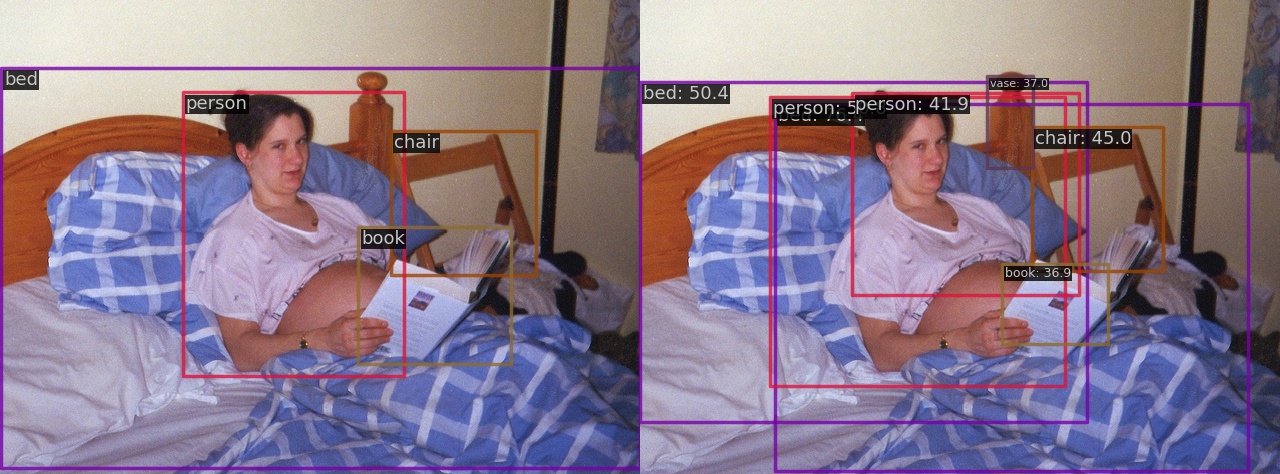 bed
person
chair
book
bed: 50.4
person: 5
person: 41.9
vase: 37.0
chair: 45.0
book: 36.9